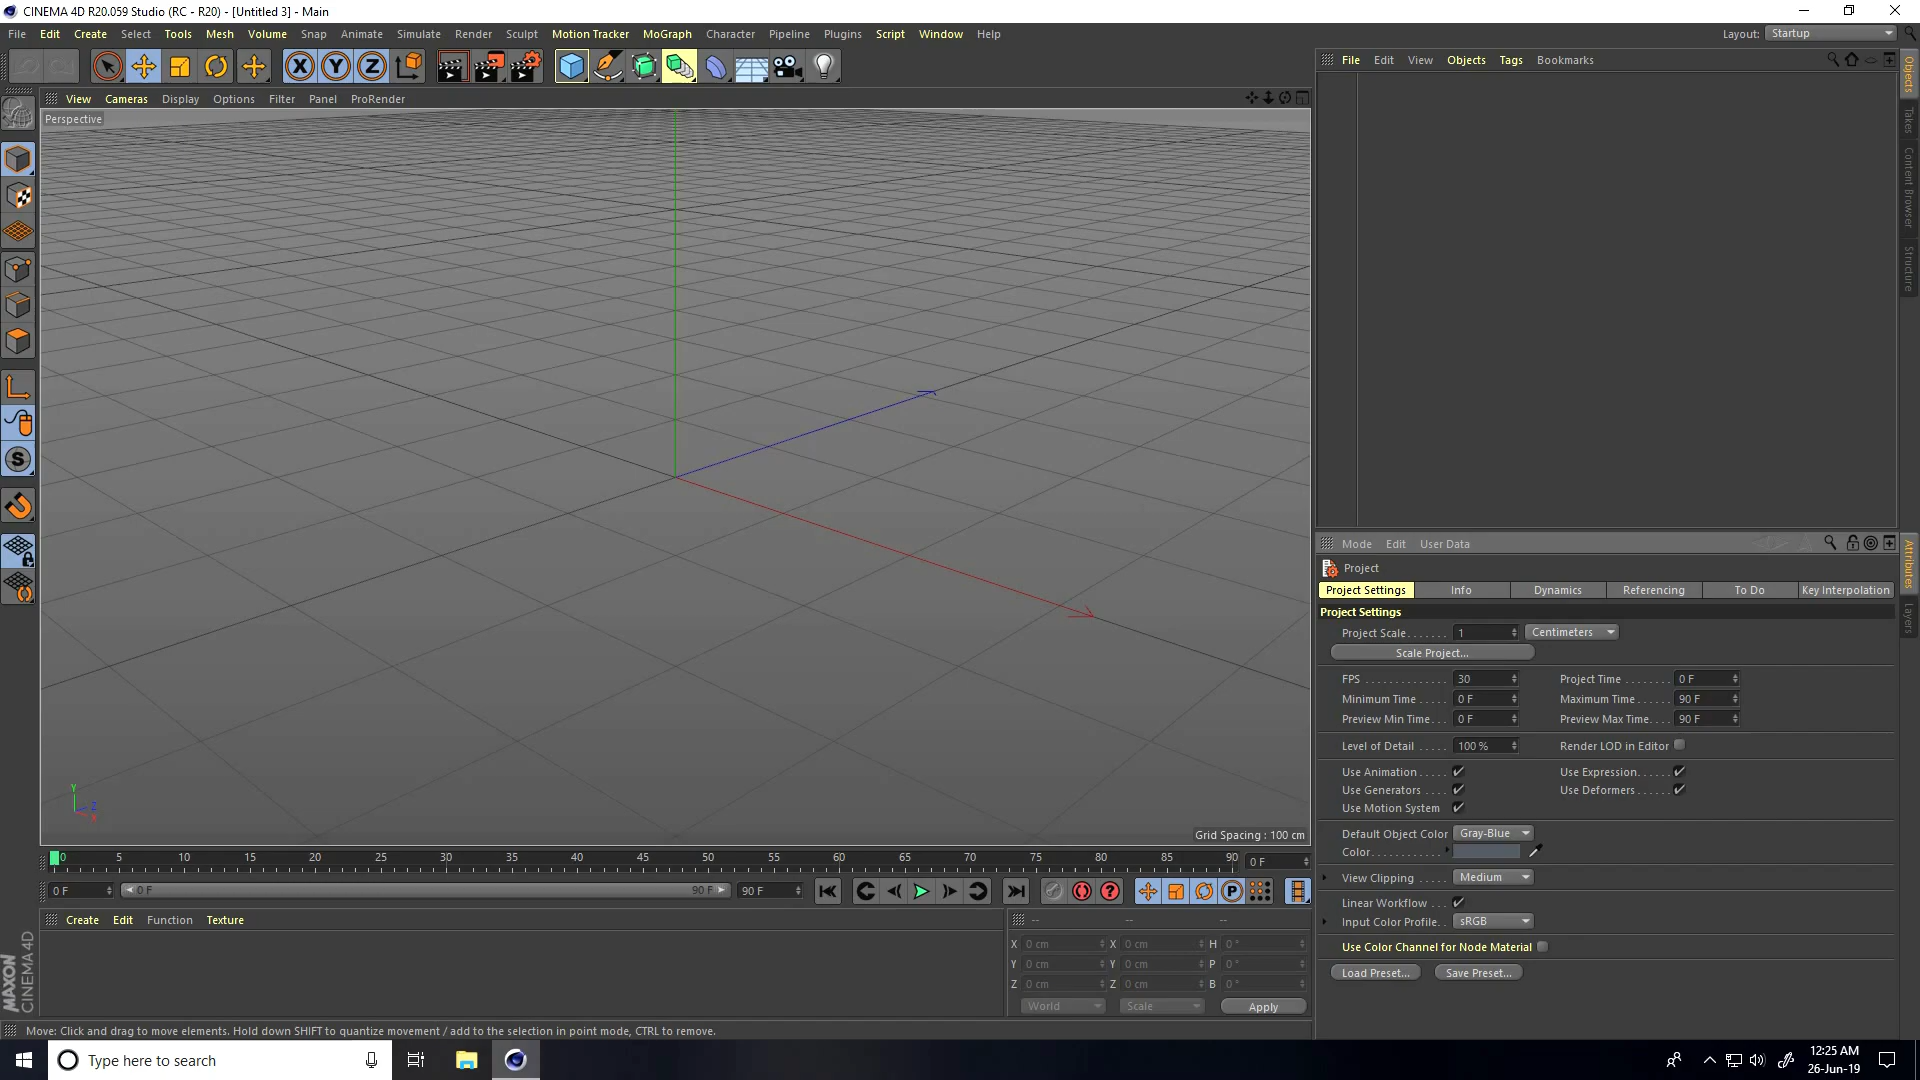 CINEMA 4D R20.059 Studio (RC - R20) - [Untitled 3] - Main
File Edit Create Select Tools Mesh Volume Snap Animate Simulate Render Sculpt Motion Tracker MoGraph Character Pipeline Plugins Script Window Help
Layout: Startup
X Y Z
File Edit View Objects Tags Bookmarks
View Cameras Display Options Filter Panel ProRender
Perspective
Objects
Takes
Content Browser
Structure
S
Y
Z
X
Grid Spacing : 100 cm
Mode Edit User Data
Project
Attributes
Layers
Project Settings Info Dynamics Referencing To Do Key Interpolation
Project Settings
Project Scale....... 1 Centimeters
Scale Project...
FPS .............. 30 Project Time ........ 0 F
Minimum Time ..... 0 F Maximum Time ..... 90 F
Preview Min Time... 0 F Preview Max Time.... 90 F
Level of Detail ..... 100 % Render LOD in Editor
Use Animation ..... Use Expression......
Use Generators .... Use Deformers ......
Use Motion System
Default Object Color Gray-Blue
Color............
View Clipping ..... Medium
Linear Workflow ...
Input Color Profile.. sRGB
Use Color Channel for Node Material
Load Preset... Save Preset...
0 5 10 15 20 25 30 35 40 45 50 55 60 65 70 75 80 85 90 0 F
0 F 0 F 90 F 90 F
? P
Create Edit Function Texture
-- -- --
X 0 cm X 0 cm H 0 °
Y 0 cm Y 0 cm P 0 °
Z 0 cm Z 0 cm B 0 °
World Scale Apply
MAXON
CINEMA 4D
Move: Click and drag to move elements. Hold down SHIFT to quantize movement / add to the selection in point mode, CTRL to remove.
Type here to search
12:25 AM
26-Jun-19